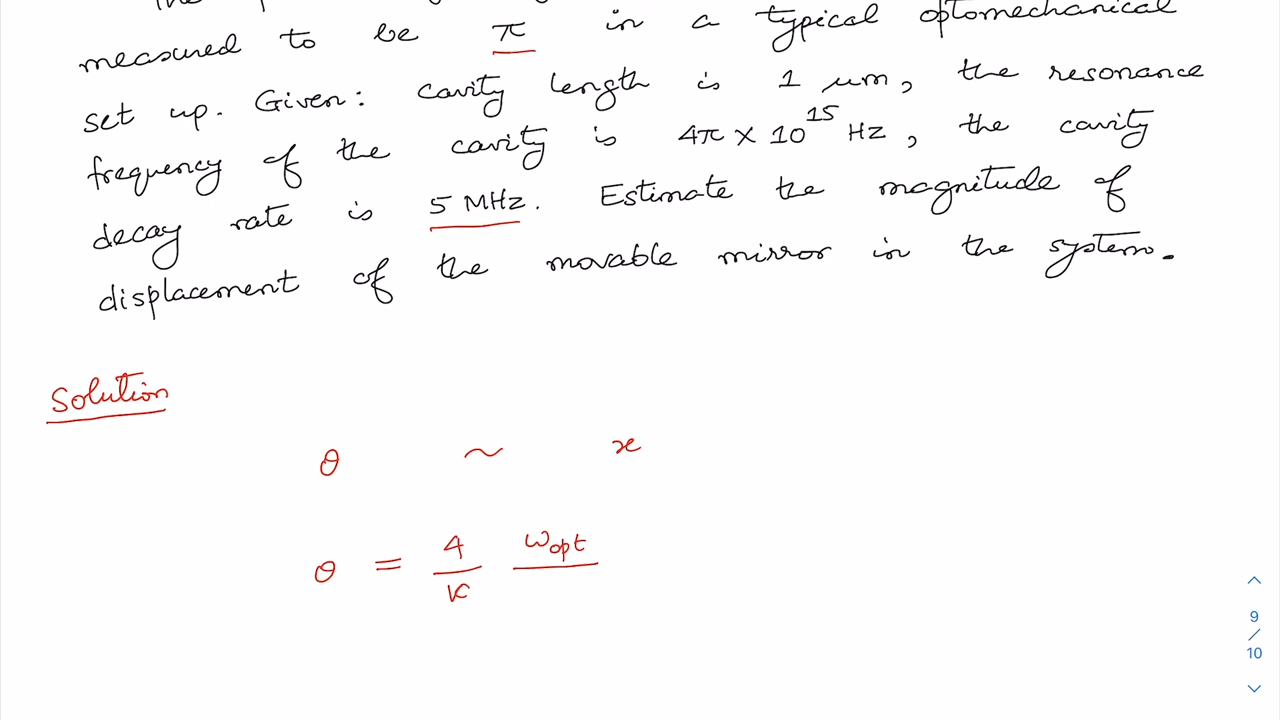 measured to be π in a typical optomechanical
set up. Given: cavity length is 1 μm, the resonance
frequency of the cavity is 4π × 10^15 Hz, the cavity
decay rate is 5 MHz. Estimate the magnitude of
displacement of the movable mirror in the system.
Solution
θ ~ x
θ = 4/κ ω_opt
9
/
10